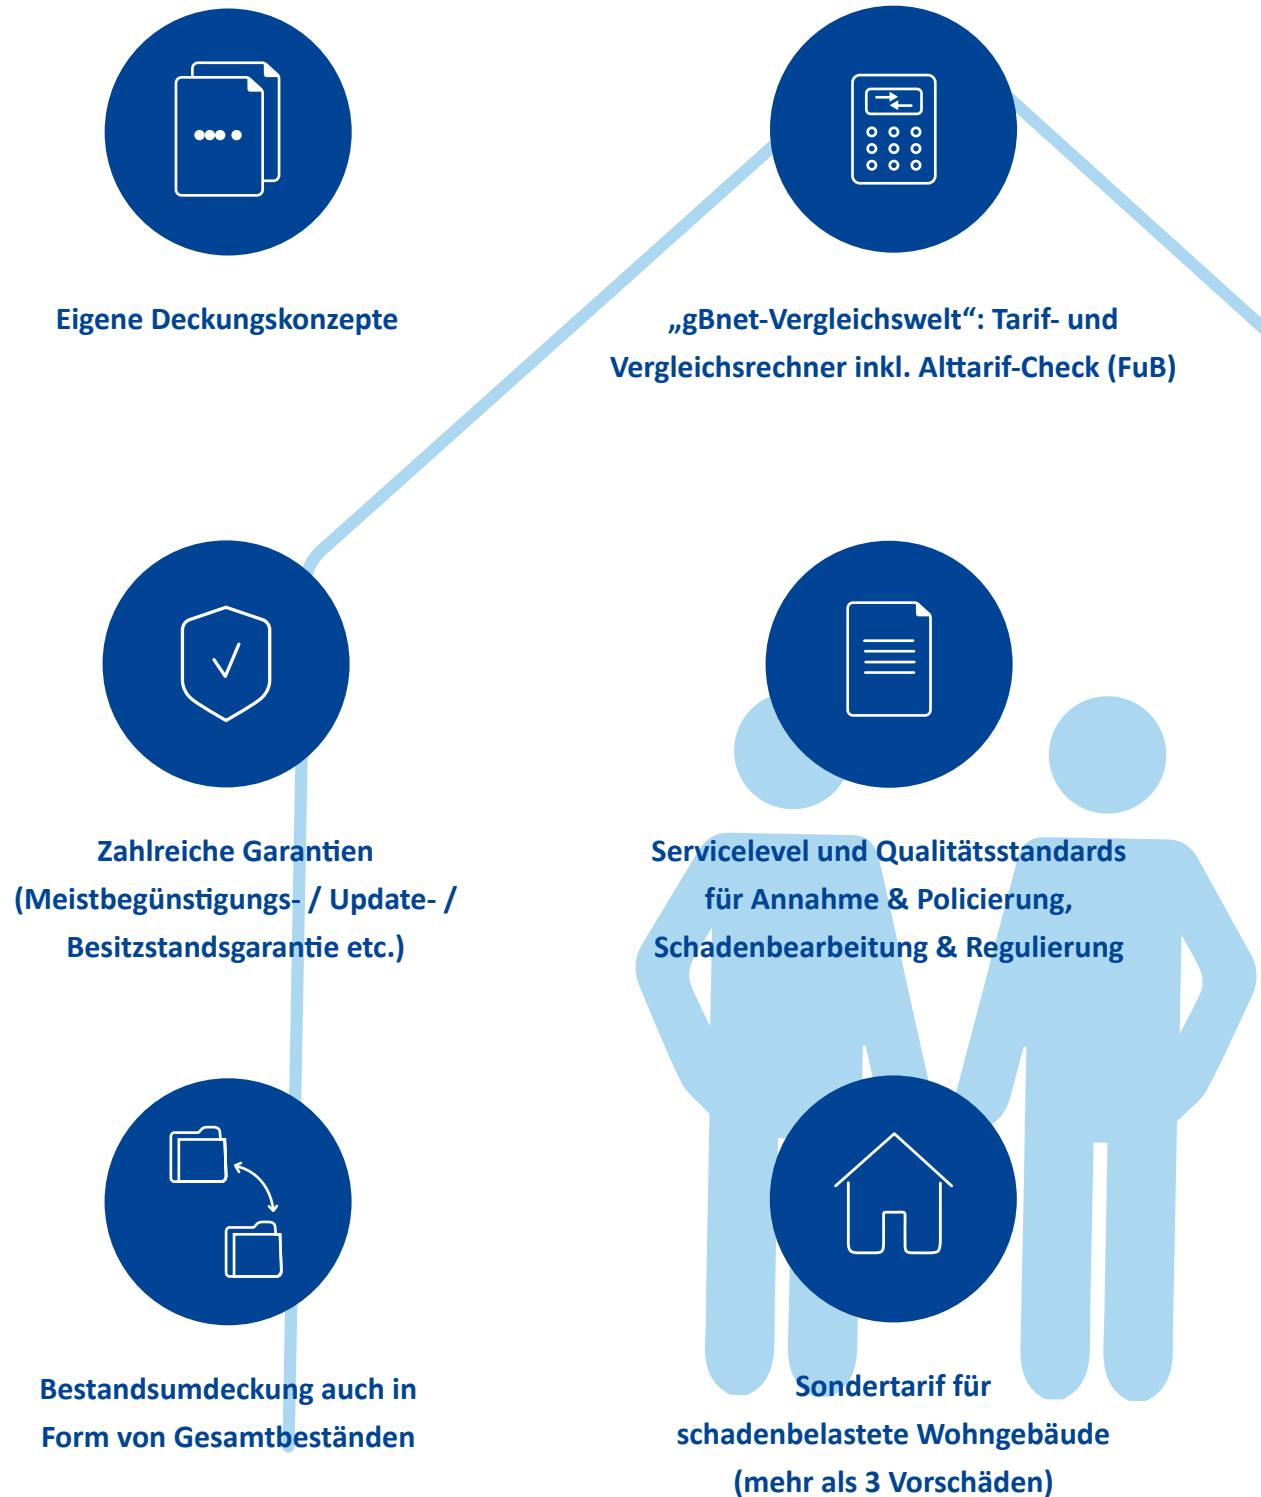 Eigene Deckungskonzepte
„gBnet-Vergleichswelt“: Tarif- und
Vergleichsrechner inkl. Alttarif-Check (FuB)
Zahlreiche Garantien
(Meistbegünstigungs- / Update- /
Besitzstandsgarantie etc.)
Servicelevel und Qualitätsstandards
für Annahme & Policierung,
Schadenbearbeitung & Regulierung
Bestandsumdeckung auch in
Form von Gesamtbeständen
Sondertarif für
schadenbelastete Wohngebäude
(mehr als 3 Vorschäden)